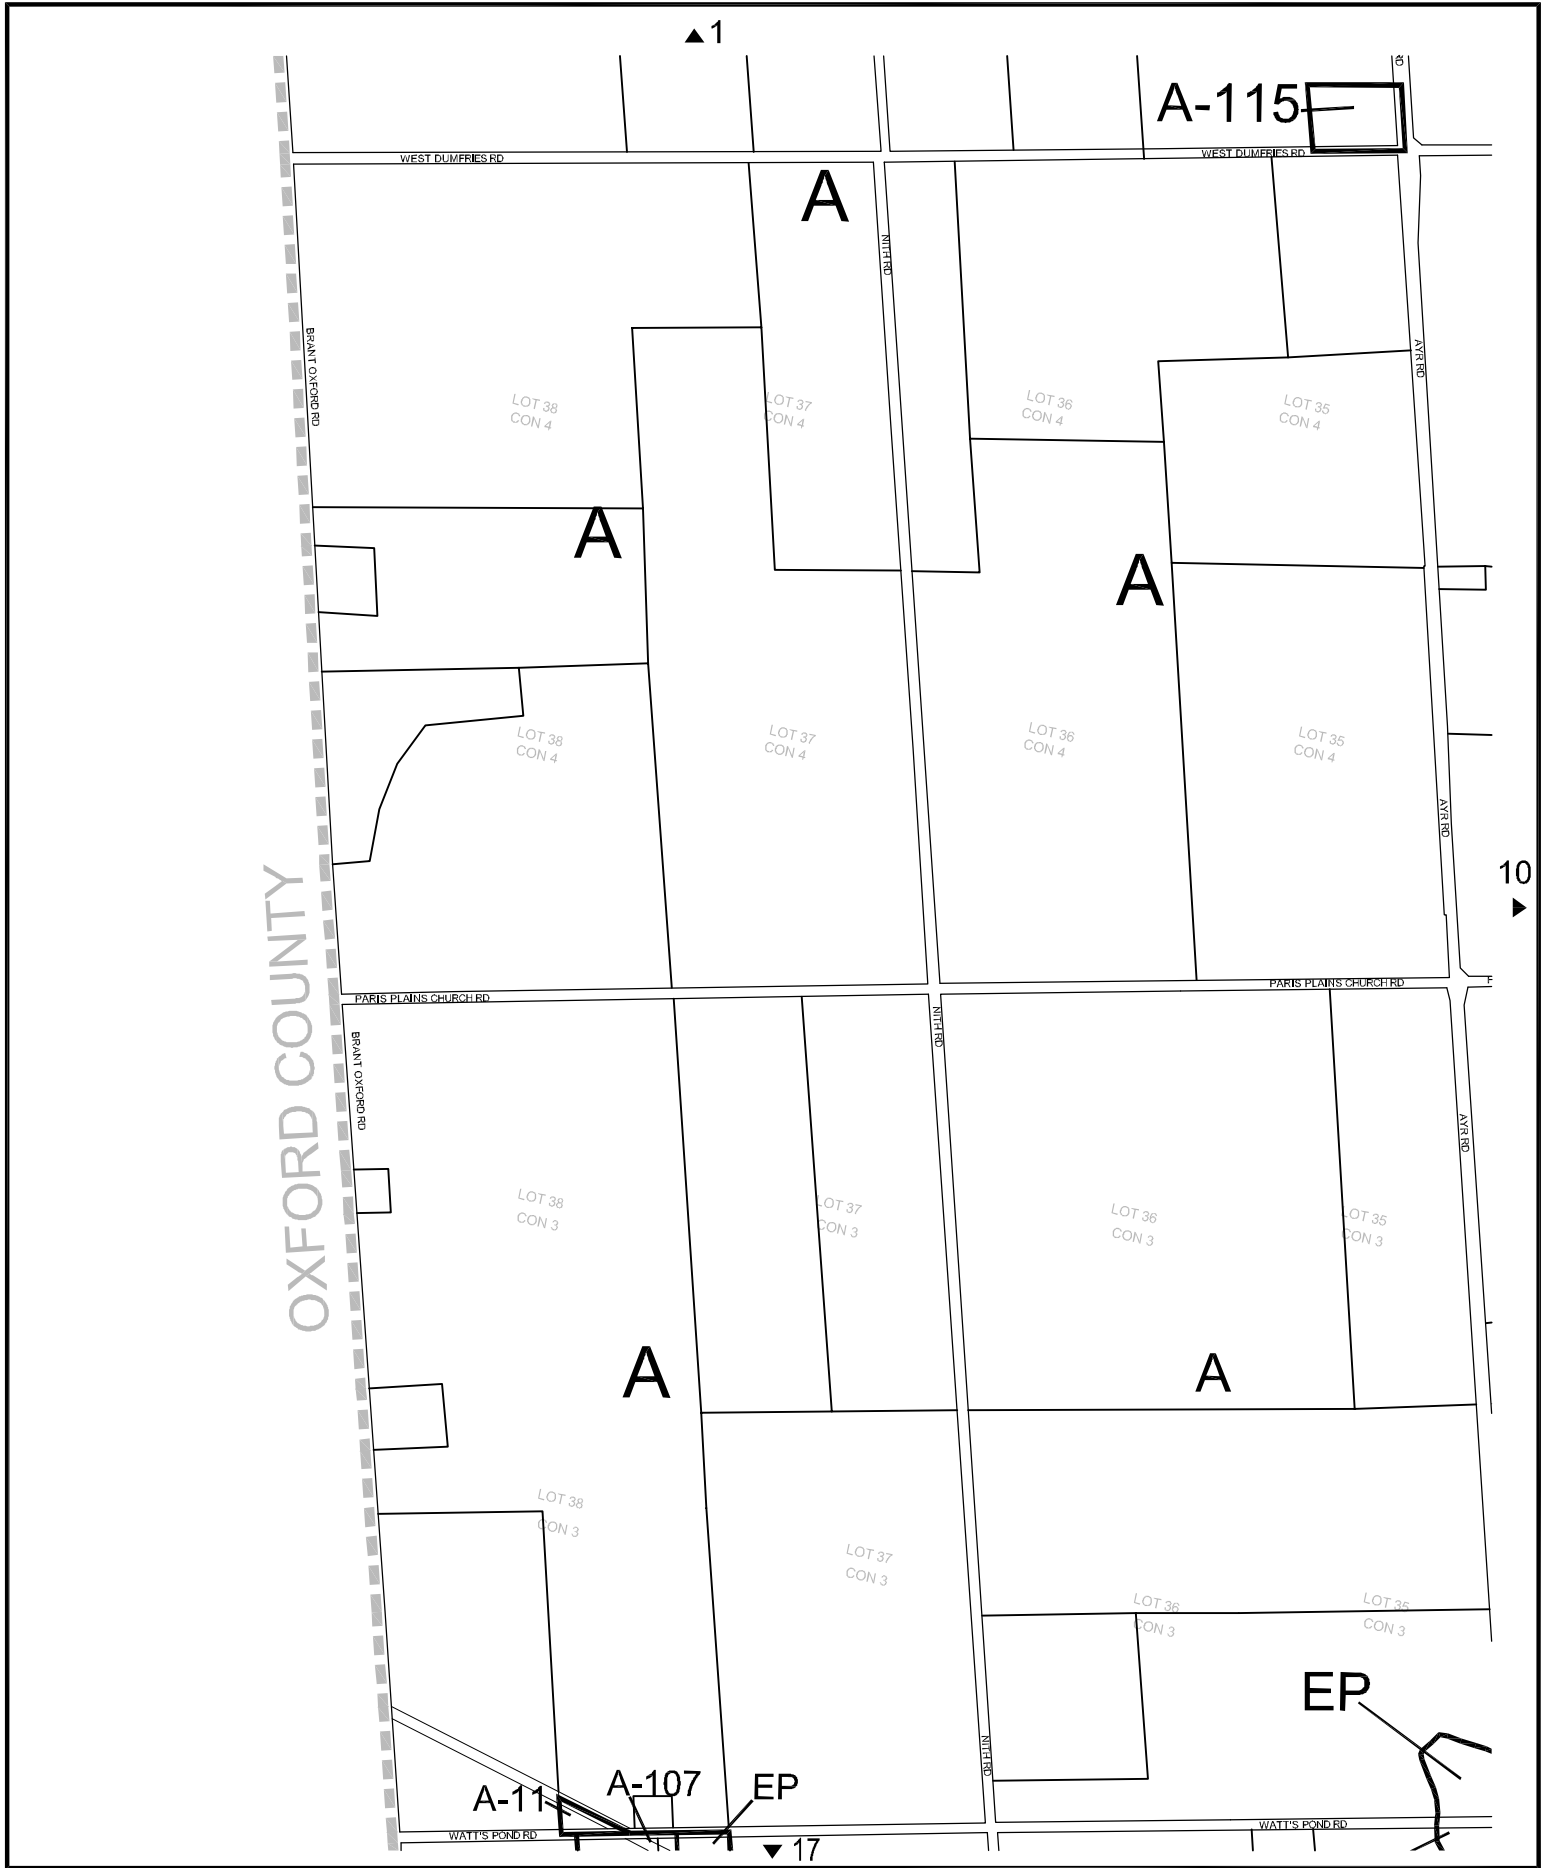 1
RD
A-115
WEST DUMFRIES RD
WEST DUMFRIES RD
A
NITH RD
BRANT OXFORD RD
AYR RD
LOT 38
CON 4
LOT 37
CON 4
LOT 36
CON 4
LOT 35
CON 4
A
A
LOT 38
CON 4
LOT 37
CON 4
LOT 36
CON 4
LOT 35
CON 4
AYR RD
10
OXFORD COUNTY
PARIS PLAINS CHURCH RD
PARIS PLAINS CHURCH RD
BRANT OXFORD RD
NITH RD
AYR RD
LOT 38
CON 3
LOT 37
CON 3
LOT 36
CON 3
LOT 35
CON 3
A
A
LOT 38
CON 3
LOT 37
CON 3
LOT 36
CON 3
LOT 35
CON 3
EP
NITH RD
A-11
A-107
EP
WATT'S POND RD
WATT'S POND RD
17